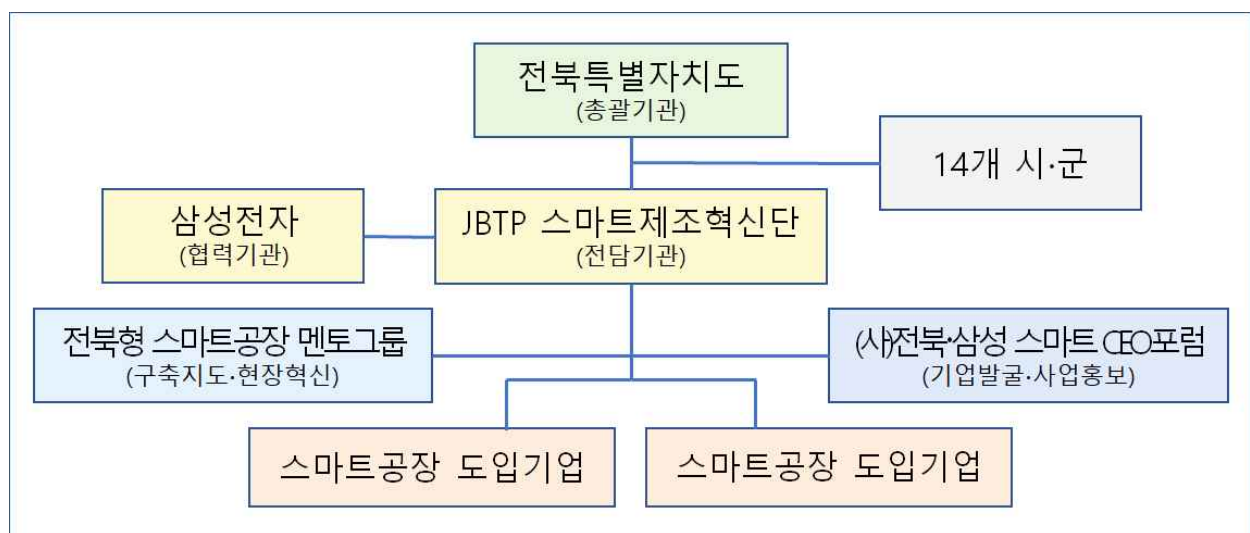 전북특별자치도
(총괄기관)
14개 시·군
삼성전자
(협력기관)
JBTP 스마트제조혁신단
(전담기관)
전북형 스마트공장 멘토그룹
(구축지도·현장혁신)
(사)전북·삼성 스마트 CEO포럼
(기업발굴·사업홍보)
스마트공장 도입기업
스마트공장 도입기업